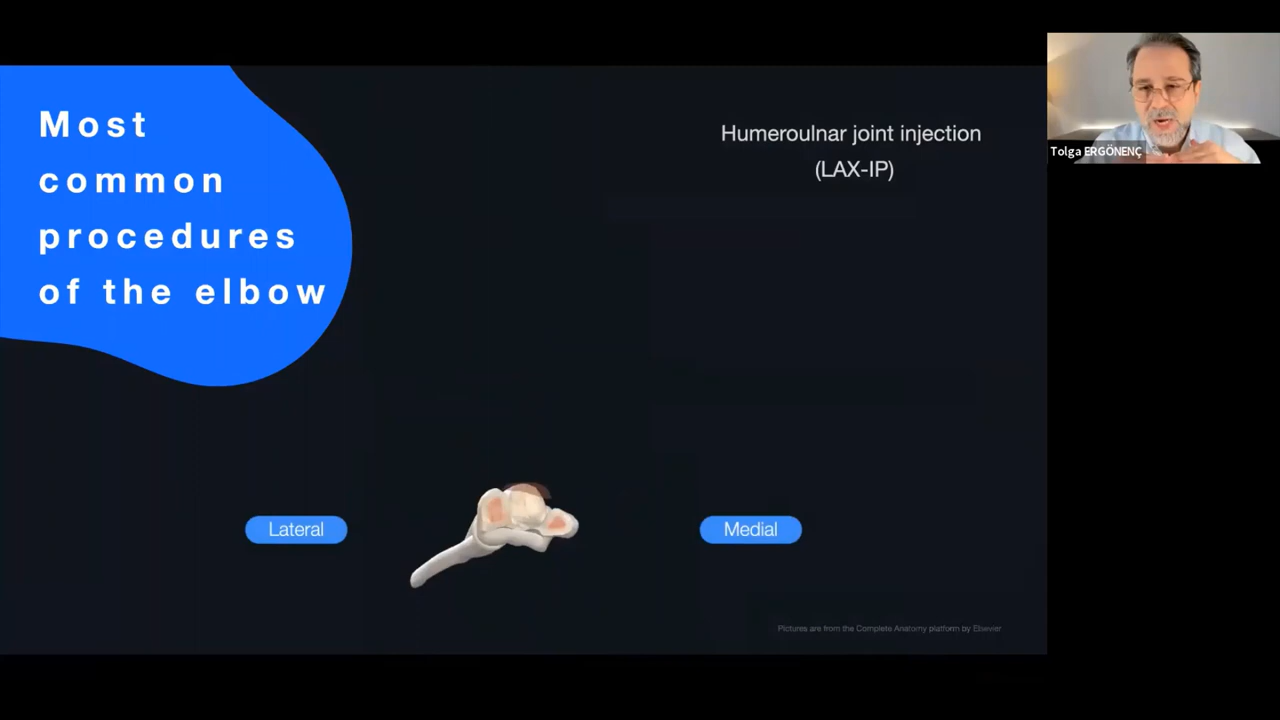 Most
common
procedures
of the elbow
Humeroulnar joint injection
(LAX-IP)
Tolga ERGÖNENÇ
Lateral
Medial
Pictures are from the Complete Anatomy platform by Elsevier